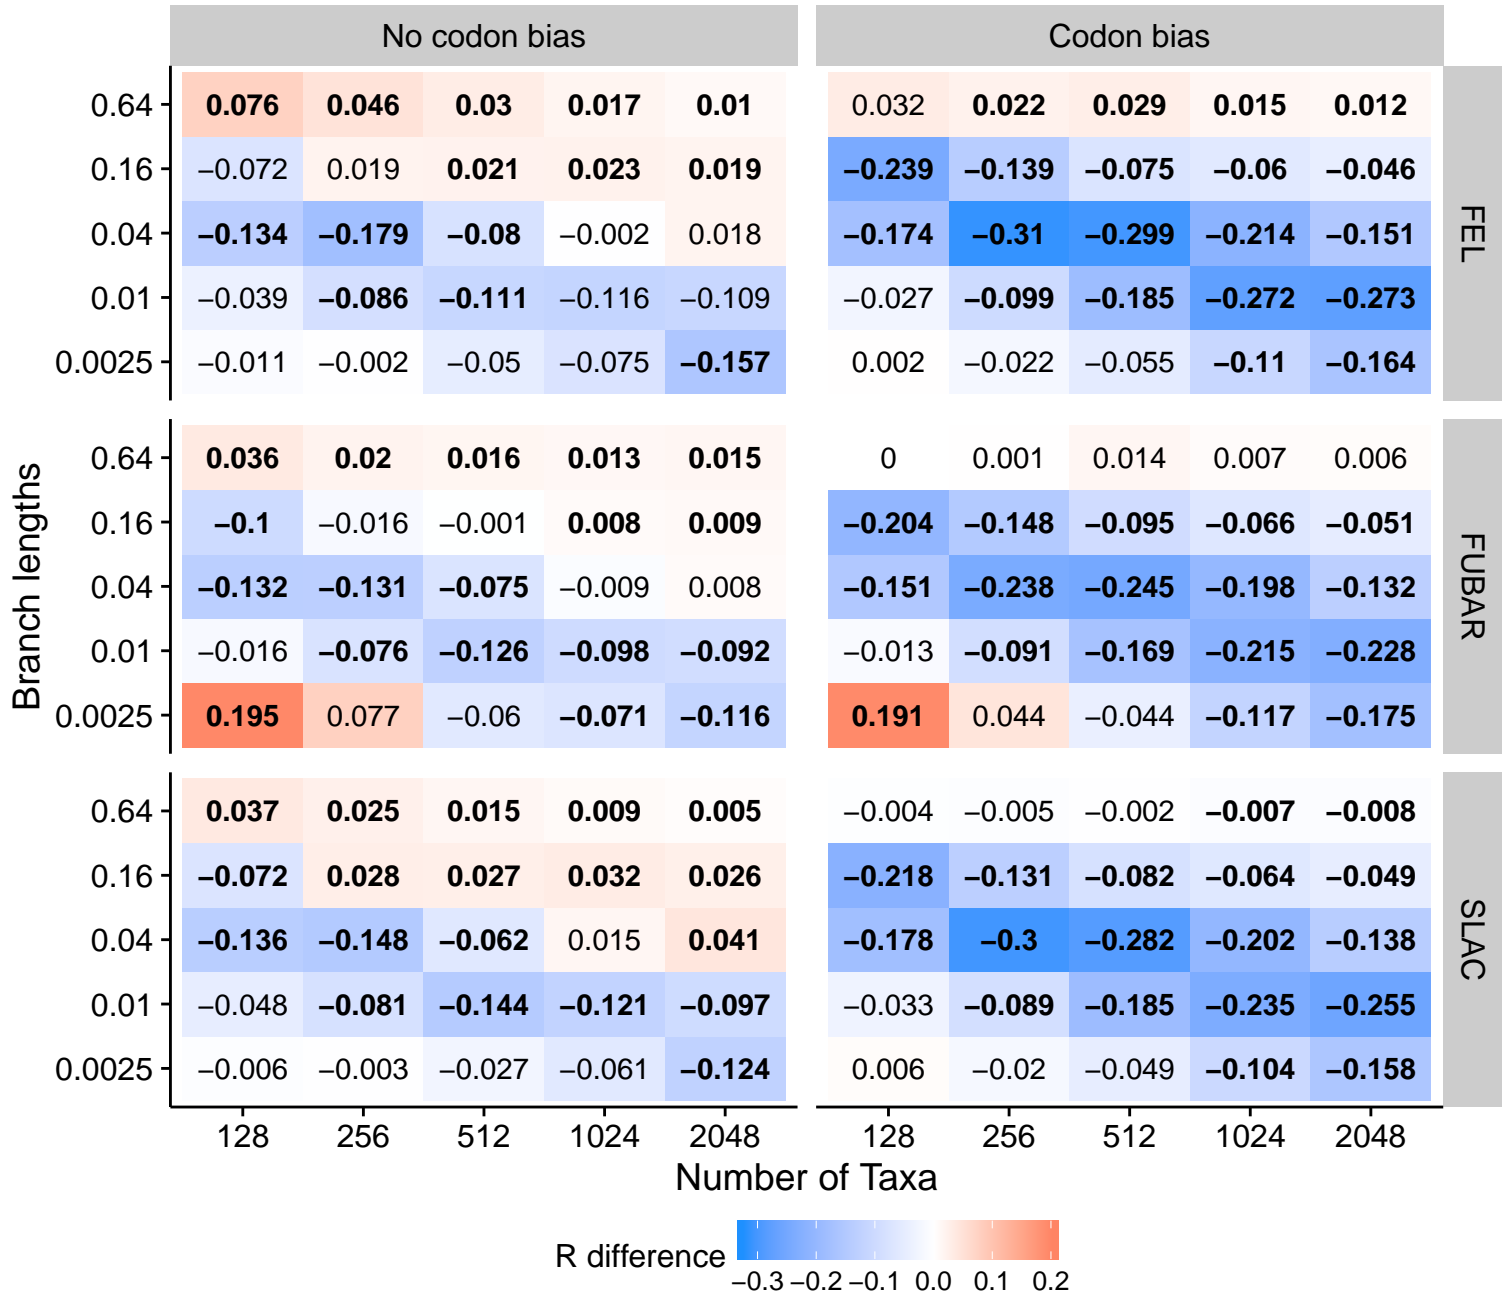 No codon bias Codon bias
0.64 0.076 0.046 0.03 0.017 0.01 0.032 0.022 0.029 0.015 0.012
0.16 −0.072 0.019 0.021 0.023 0.019 −0.239 −0.139 −0.075 −0.06 −0.046
0.04 −0.134 −0.179 −0.08 −0.002 0.018 −0.174 −0.31 −0.299 −0.214 −0.151
0.01 −0.039 −0.086 −0.111 −0.116 −0.109 −0.027 −0.099 −0.185 −0.272 −0.273
0.0025 −0.011 −0.002 −0.05 −0.075 −0.157 0.002 −0.022 −0.055 −0.11 −0.164
FEL
0.64 0.036 0.02 0.016 0.013 0.015 0 0.001 0.014 0.007 0.006
0.16 −0.1 −0.016 −0.001 0.008 0.009 −0.204 −0.148 −0.095 −0.066 −0.051
0.04 −0.132 −0.131 −0.075 −0.009 0.008 −0.151 −0.238 −0.245 −0.198 −0.132
0.01 −0.016 −0.076 −0.126 −0.098 −0.092 −0.013 −0.091 −0.169 −0.215 −0.228
0.0025 0.195 0.077 −0.06 −0.071 −0.116 0.191 0.044 −0.044 −0.117 −0.175
FUBAR
0.64 0.037 0.025 0.015 0.009 0.005 −0.004 −0.005 −0.002 −0.007 −0.008
0.16 −0.072 0.028 0.027 0.032 0.026 −0.218 −0.131 −0.082 −0.064 −0.049
0.04 −0.136 −0.148 −0.062 0.015 0.041 −0.178 −0.3 −0.282 −0.202 −0.138
0.01 −0.048 −0.081 −0.144 −0.121 −0.097 −0.033 −0.089 −0.185 −0.235 −0.255
0.0025 −0.006 −0.003 −0.027 −0.061 −0.124 0.006 −0.02 −0.049 −0.104 −0.158
SLAC
Branch lengths
128 256 512 1024 2048 128 256 512 1024 2048
Number of Taxa
R difference
−0.3 −0.2 −0.1 0.0 0.1 0.2